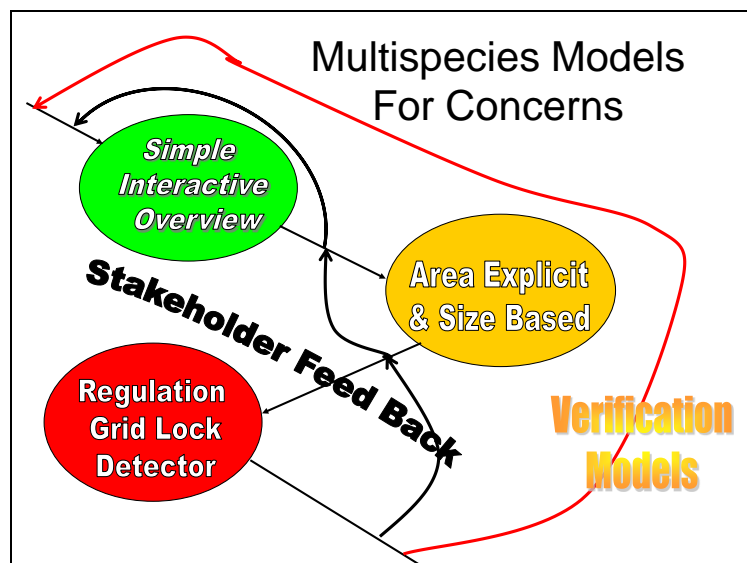 Multispecies Models
For Concerns
Simple
Interactive
Overview
Area Explicit
& Size Based
Stakeholder Feed Back
Regulation
Grid Lock
Detector
Verification
Models